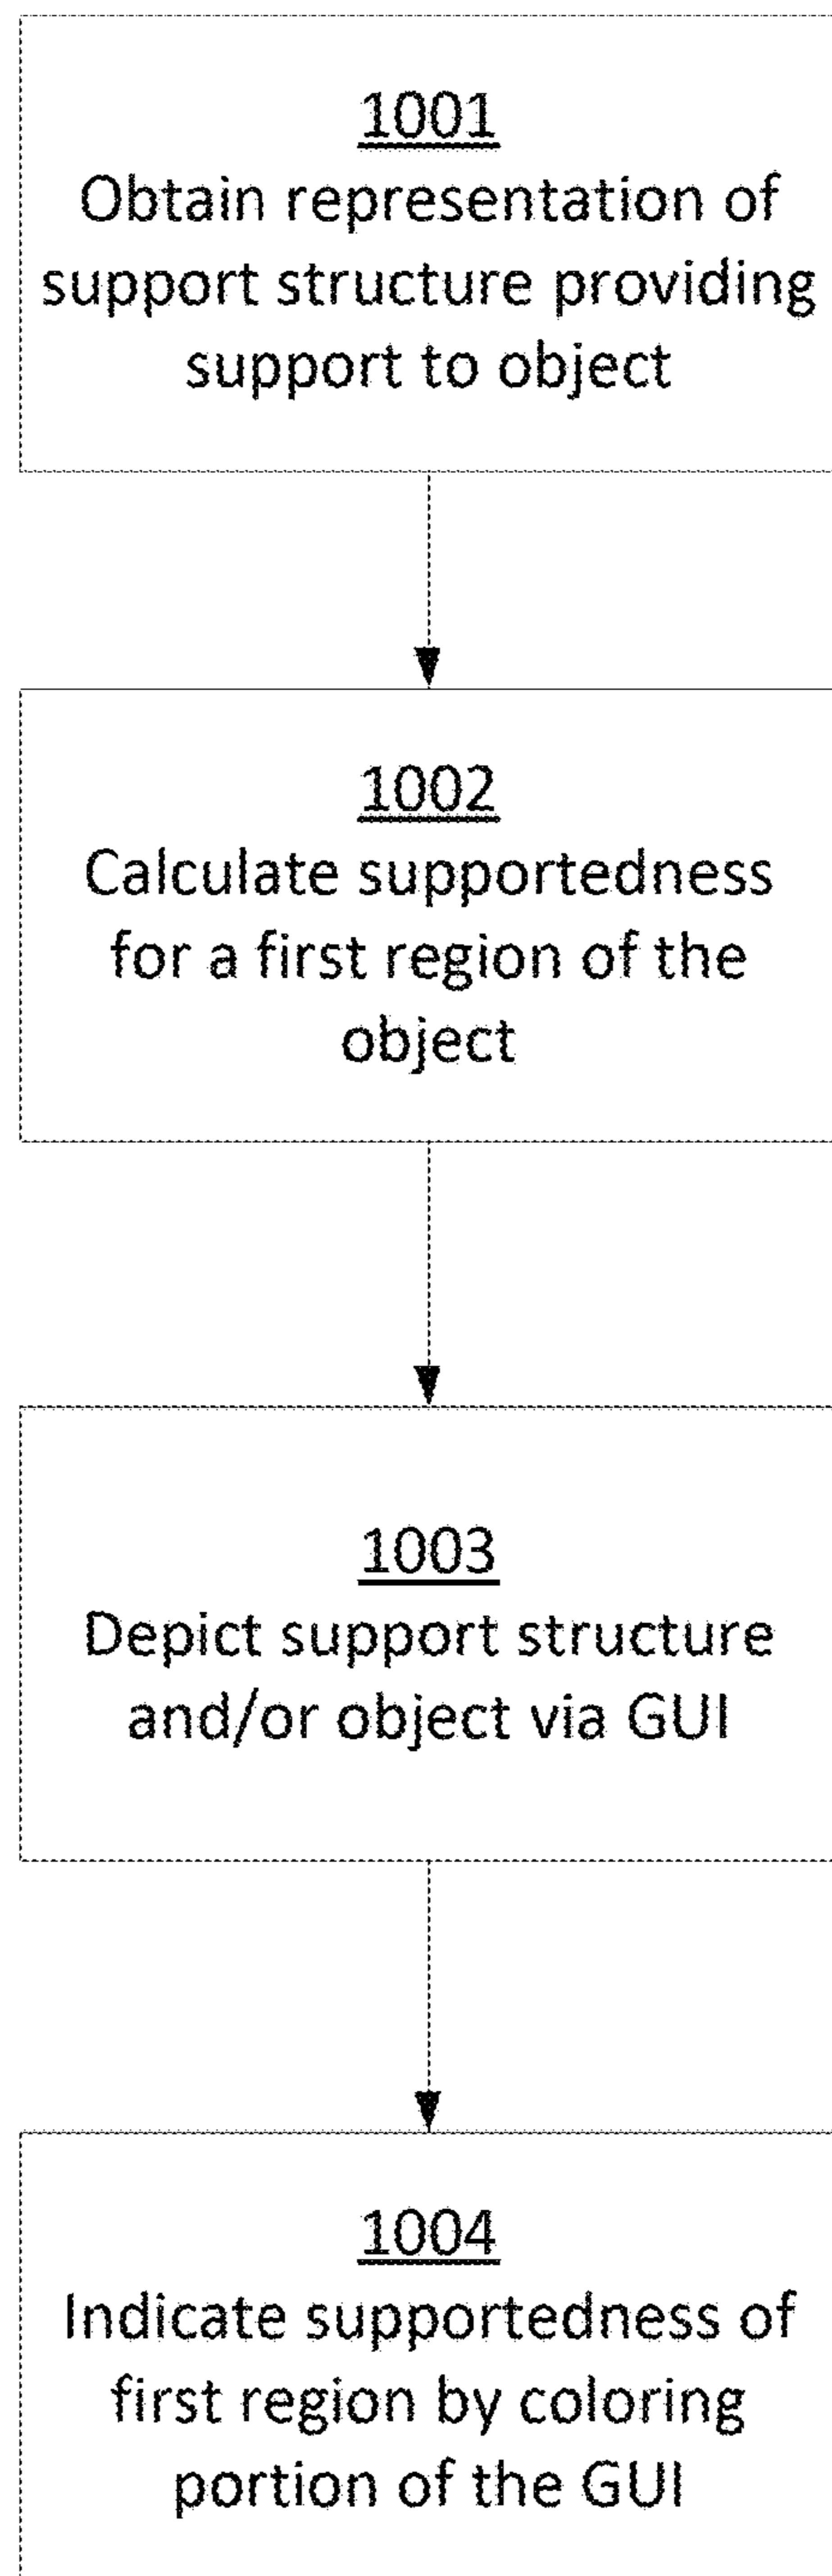 1001
Obtain representation of
support structure providing
support to object
1002
Calculate supportedness
for a first region of the
object
1003
Depict support structure
and/or object via GUI
1004
Indicate supportedness of
first region by coloring
portion of the GUI